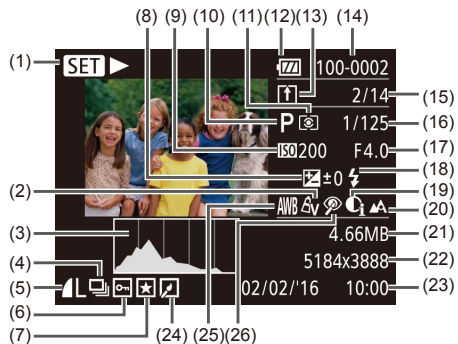 (8) (9) (10) (11) (12) (13) (14)
(1) SET 100-0002
2/14 (15)
P 1/125 (16)
ISO 200 F4.0 (17)
±0 (18)
(2) AWB Av i (19)
(20)
(3) 4.66MB (21)
(4) 5184x3888 (22)
(5) L 02/02/'16 10:00 (23)
(6)
(7) (24) (25) (26)